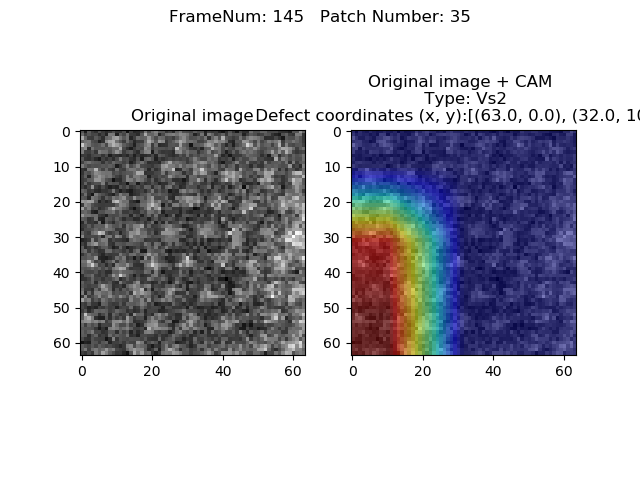 FrameNum: 145   Patch Number: 35
Original image + CAM
Type: Vs2
Original image
Defect coordinates (x, y):[(63.0, 0.0), (32.0, 10
0
10
20
30
40
50
60
0 20 40 60
0
10
20
30
40
50
60
0 20 40 60